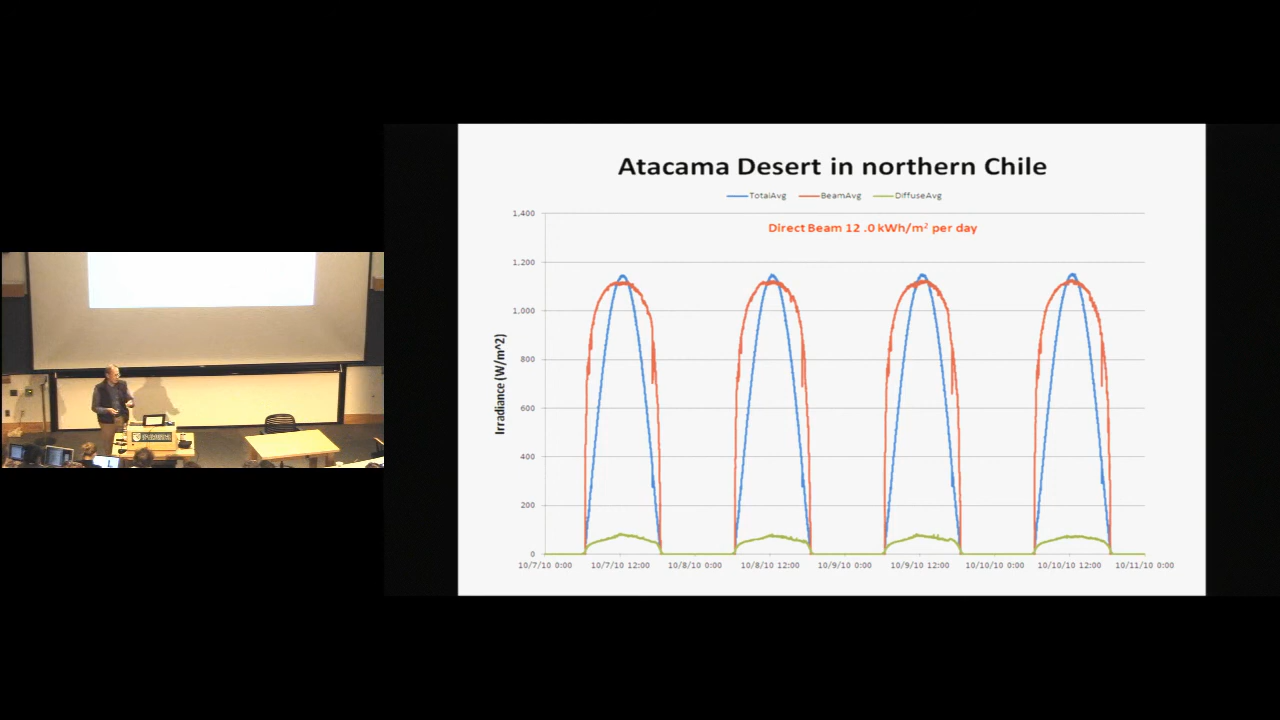 Atacama Desert in northern Chile
TotalAvg BeamAvg DiffuseAvg
Direct Beam 12 .0 kWh/m² per day
Irradiance (W/m^2)
1,400
1,200
1,000
800
600
400
200
0
10/7/10 0:00 10/7/10 12:00 10/8/10 0:00 10/8/10 12:00 10/9/10 0:00 10/9/10 12:00 10/10/10 0:00 10/10/10 12:00 10/11/10 0:00